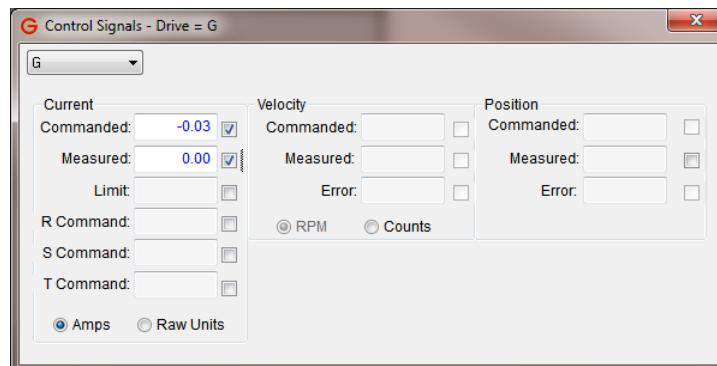 G Control Signals - Drive = G
x
G
Current Velocity Position
Commanded: -0.03 Commanded: Commanded:
Measured: 0.00 Measured: Measured:
Limit: Error: Error:
R Command: RPM Counts
S Command:
T Command:
Amps Raw Units